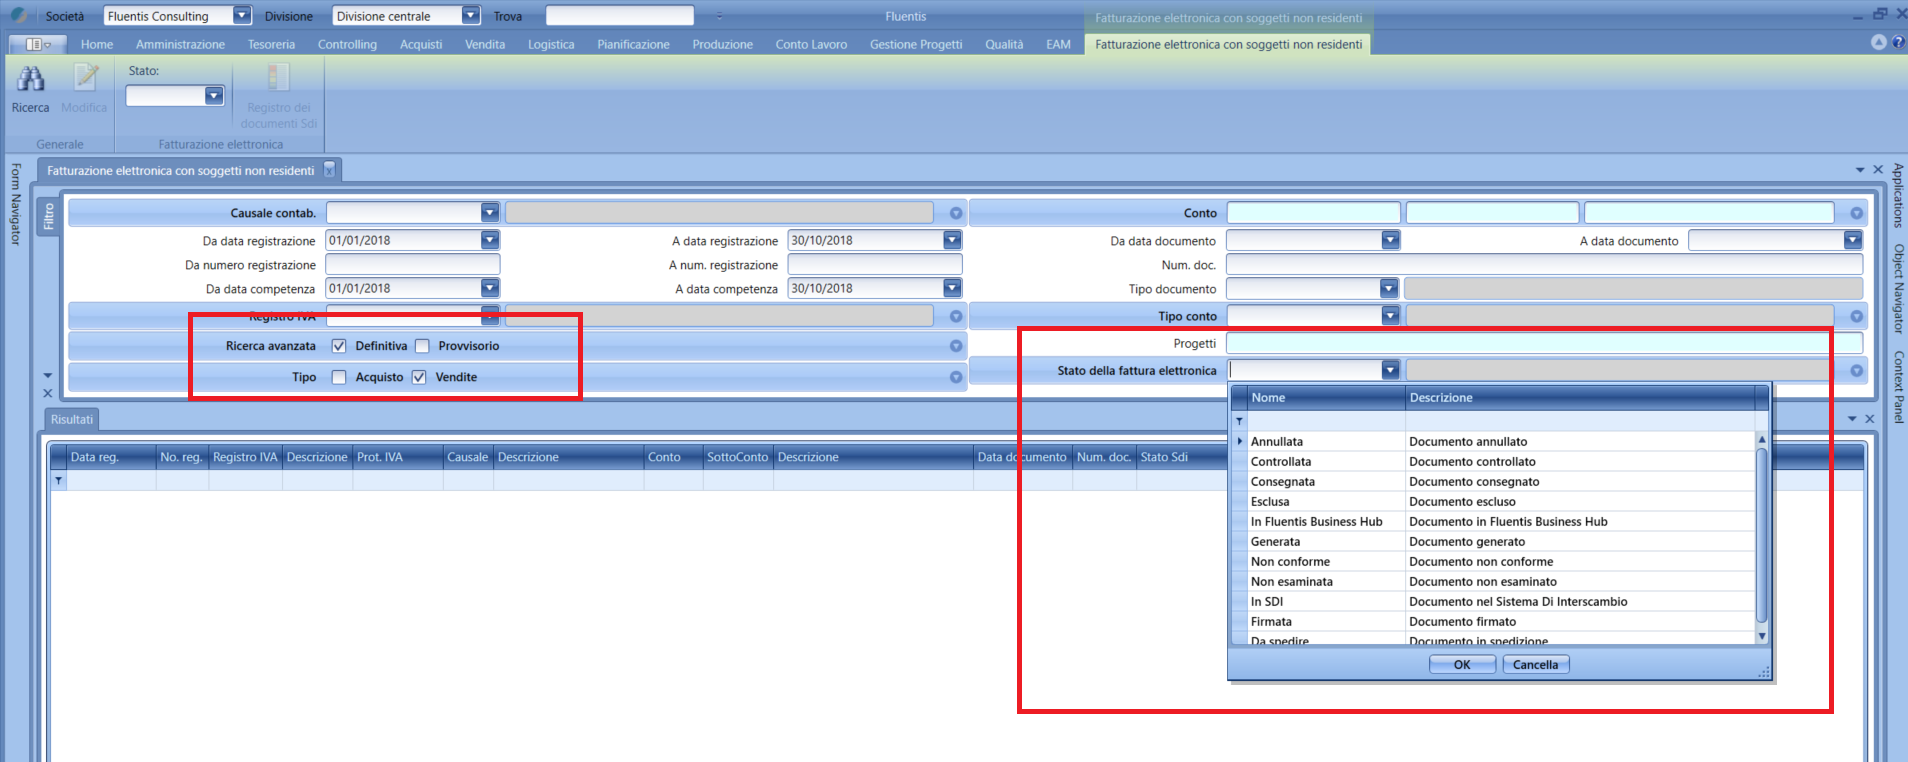 Società Fluentis Consulting Divisione Divisione centrale Trova Fluentis Fatturazione elettronica con soggetti non residenti
Home Amministrazione Tesoreria Controlling Acquisti Vendita Logistica Pianificazione Produzione Conto Lavoro Gestione Progetti Qualità EAM Fatturazione elettronica con soggetti non residenti
Stato:
Ricerca Modifica Registro dei
documenti Sdi
Generale Fatturazione elettronica
Form Navigator
Fatturazione elettronica con soggetti non residenti x
Applications
Object Navigator
Context Panel
Filtro
Causale contab. Conto
Da data registrazione 01/01/2018 A data registrazione 30/10/2018 Da data documento A data documento
Da numero registrazione A num. registrazione Num. doc.
Da data competenza 01/01/2018 A data competenza 30/10/2018 Tipo documento
Registro IVA Tipo conto
Ricerca avanzata Definitiva Provvisorio Progetti
Tipo Acquisto Vendite Stato della fattura elettronica
Nome Descrizione
Annullata Documento annullato
Controllata Documento controllato
Consegnata Documento consegnato
Esclusa Documento escluso
In Fluentis Business Hub Documento in Fluentis Business Hub
Generata Documento generato
Non conforme Documento non conforme
Non esaminata Documento non esaminato
In SDI Documento nel Sistema Di Interscambio
Firmata Documento firmato
Da spedire Documento in spedizione
OK Cancella
Risultati
Data reg. No. reg. Registro IVA Descrizione Prot. IVA Causale Descrizione Conto SottoConto Descrizione Data documento Num. doc. Stato Sdi